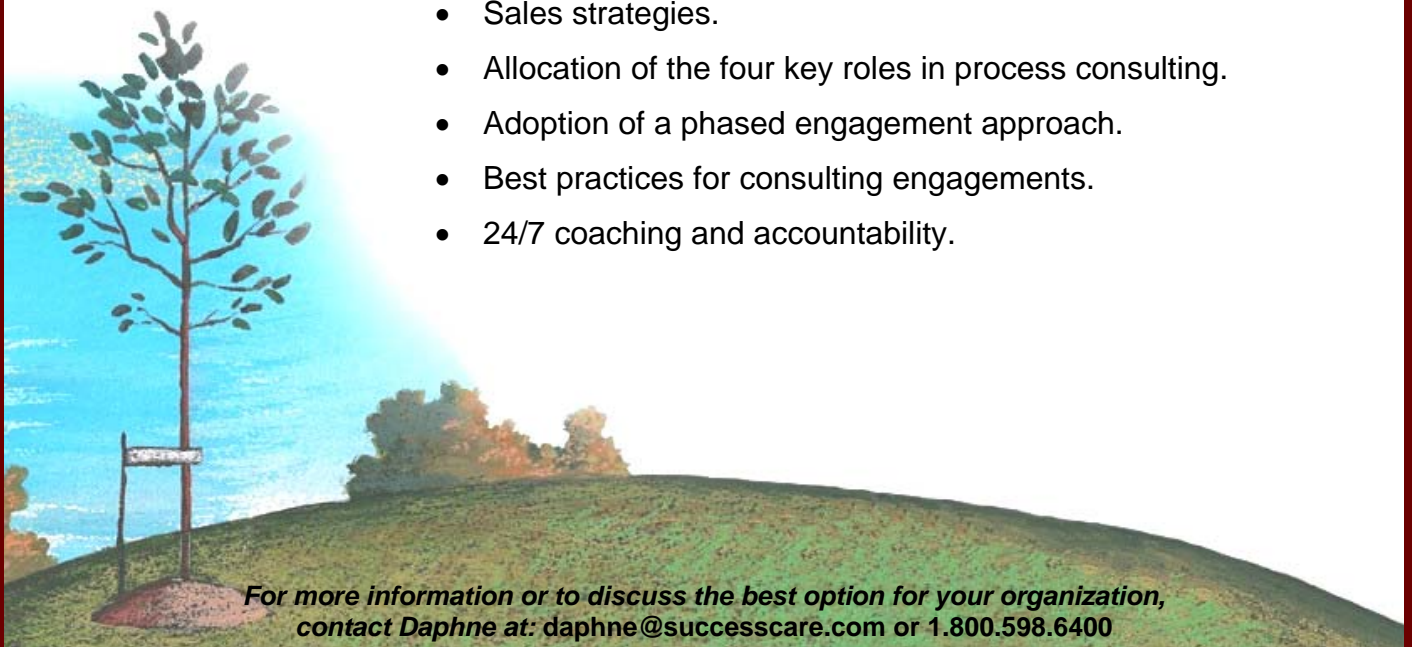 • Sales strategies.
• Allocation of the four key roles in process consulting.
• Adoption of a phased engagement approach.
• Best practices for consulting engagements.
• 24/7 coaching and accountability.
For more information or to discuss the best option for your organization,
contact Daphne at: daphne@successcare.com or 1.800.598.6400